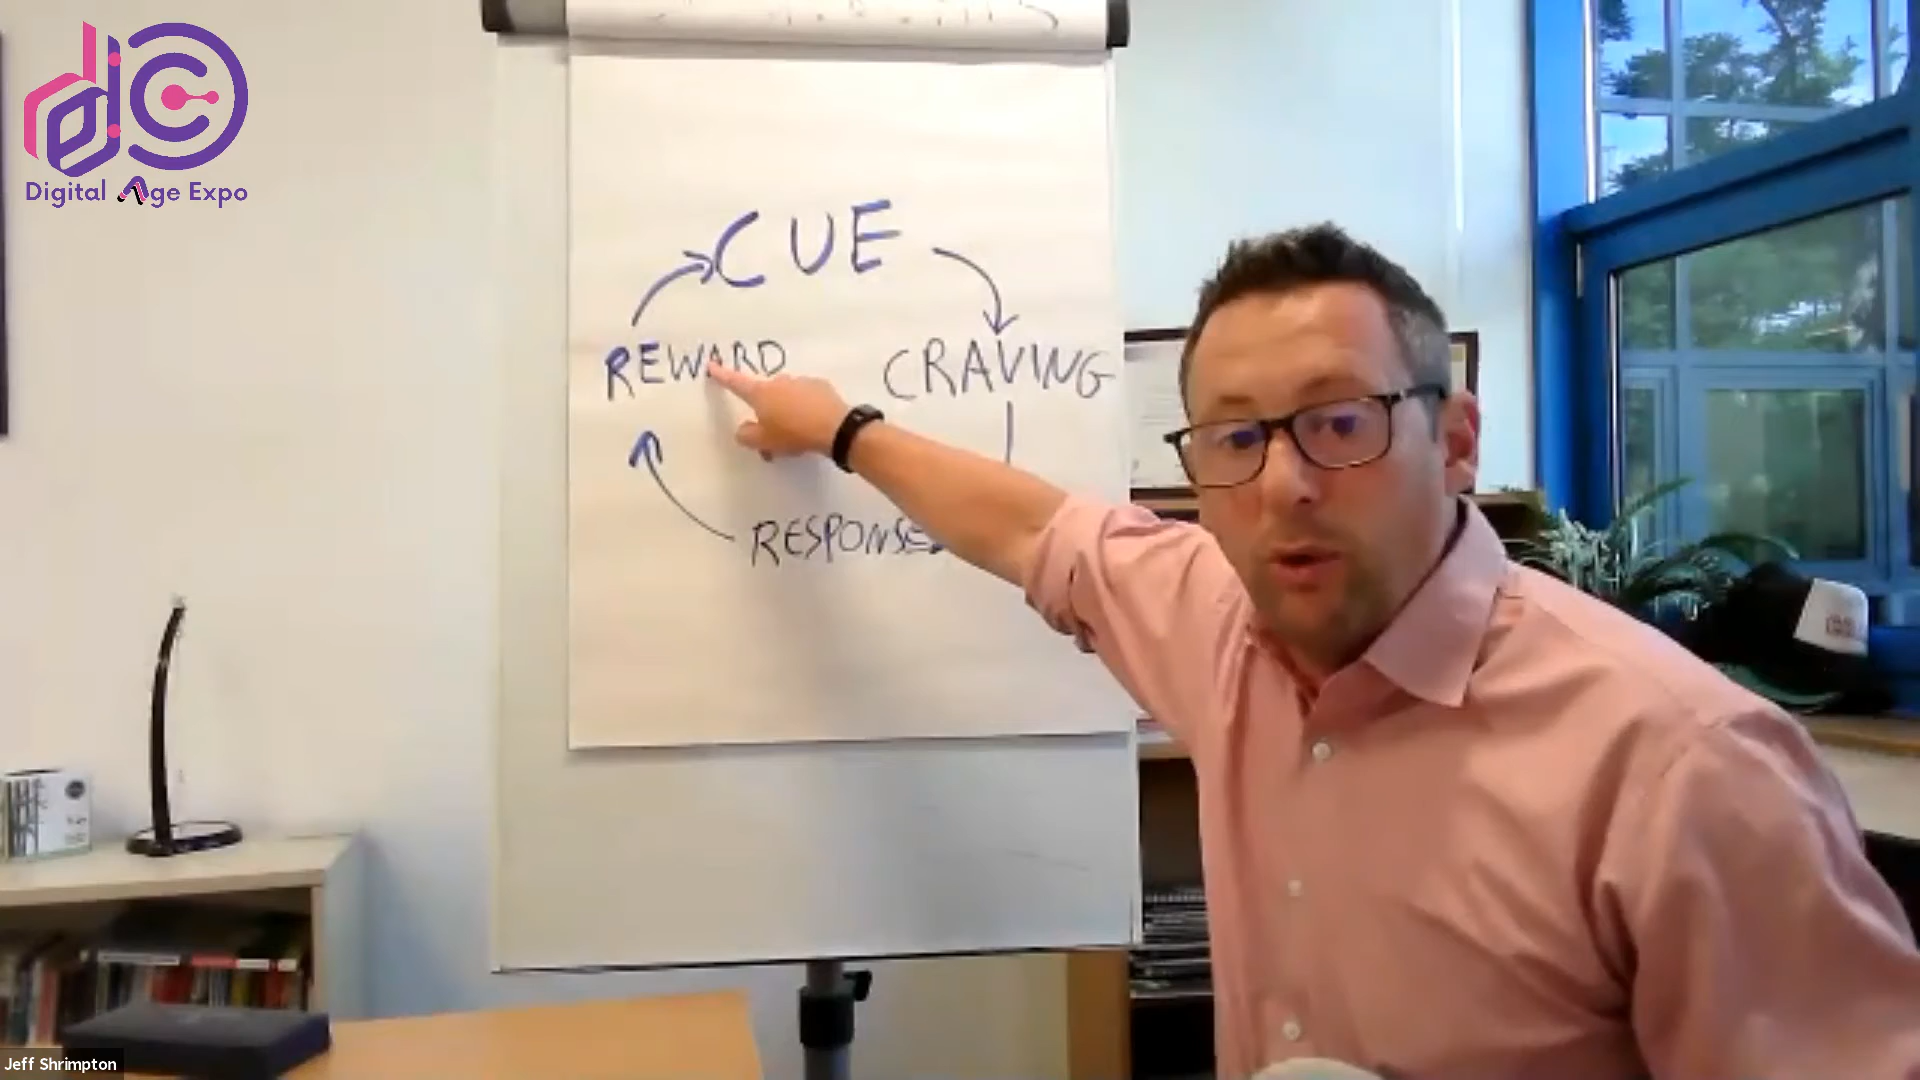 Digital Age Expo
CUE
REWARD
CRAVING
RESPONSE
Jeff Shrimpton